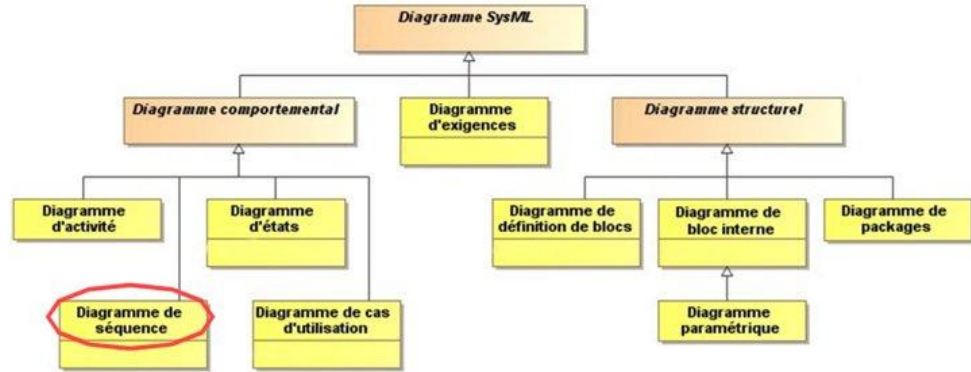 Diagramme SysML
Diagramme comportemental
Diagramme
d'exigences
Diagramme structurel
Diagramme
d'activité
Diagramme
d'états
Diagramme de
définition de blocs
Diagramme de
bloc interne
Diagramme de
packages
Diagramme de
séquence
Diagramme de cas
d'utilisation
Diagramme
paramétrique